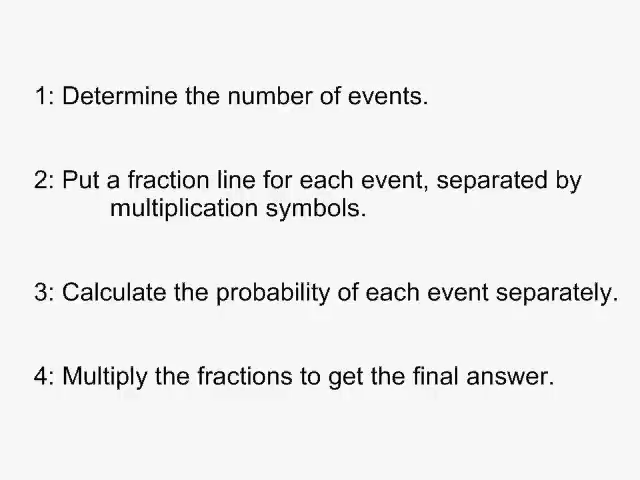 1: Determine the number of events.
2: Put a fraction line for each event, separated by
multiplication symbols.
3: Calculate the probability of each event separately.
4: Multiply the fractions to get the final answer.